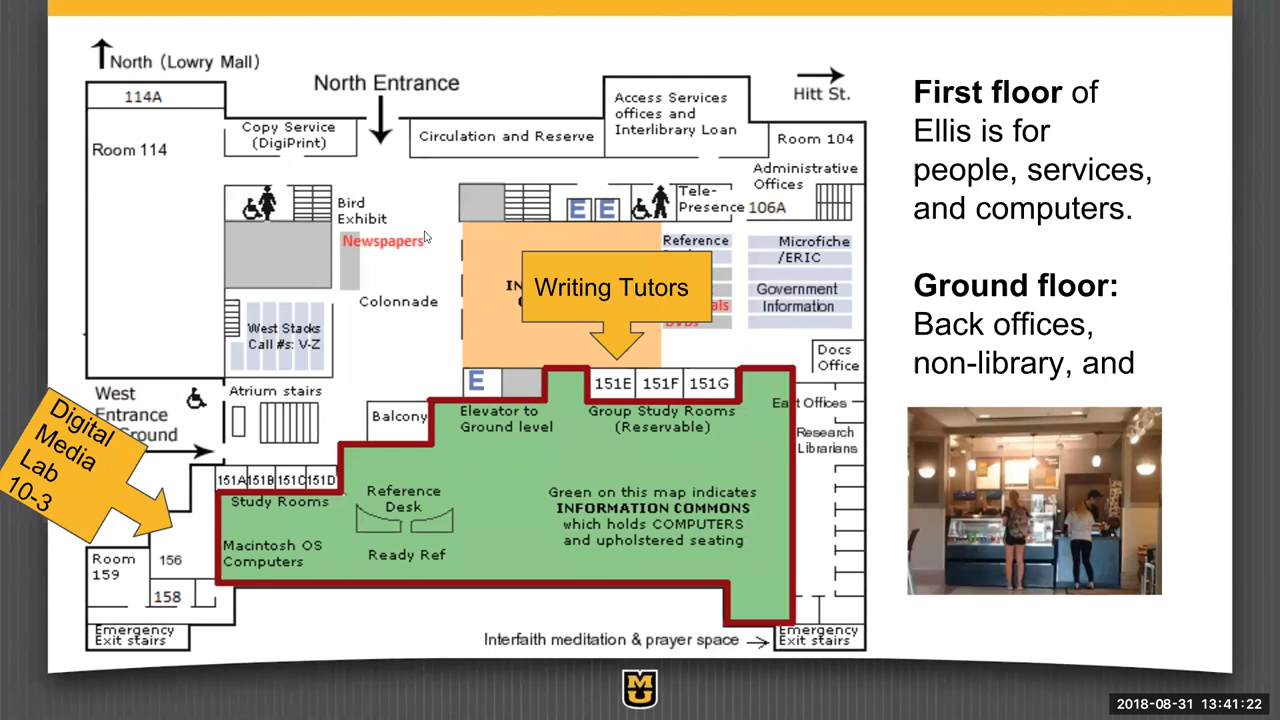 North (Lowry Mall)
North Entrance
Hitt St.
114A
Room 114
Copy Service
(DigiPrint)
Circulation and Reserve
Access Services
offices and
Interlibrary Loan
Room 104
Administrative
Offices
Bird
Exhibit
Newspapers
E E
Tele-
Presence
106A
Reference
Microfiche
/ERIC
Government
Information
Colonnade
IN
Writing Tutors
DVDs
West Stacks
Call #s: V-Z
Docs
Office
West
Entrance
Ground
Atrium stairs
Balcony
E
Elevator to
Ground level
151E 151F 151G
Group Study Rooms
(Reservable)
East Offices
Research
Librarians
Digital
Media
Lab
10-3
151A 151B 151C 151D
Study Rooms
Macintosh OS
Computers
Reference
Desk
Ready Ref
Green on this map indicates
INFORMATION COMMONS
which holds COMPUTERS
and upholstered seating
Room
159
156
158
Emergency
Exit stairs
Interfaith meditation & prayer space
Emergency
Exit stairs
First floor of
Ellis is for
people, services,
and computers.
Ground floor:
Back offices,
non-library, and
MU
2018-08-31 13:41:22